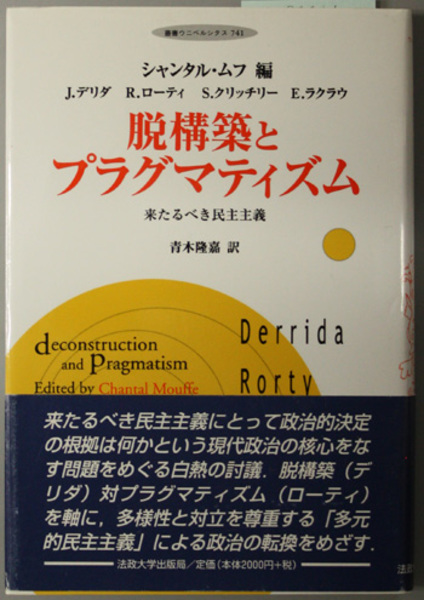 叢書ウニベルシタス 741
シャンタル・ムフ 編
J.デリダ R.ローティ S.クリッチリー E.ラクラウ
脱構築と
プラグマティズム
来たるべき民主主義
青木隆嘉 訳
deconstruction
and Pragmatism
Edited by Chantal Mouffe
Derrida
Rorty
来たるべき民主主義にとって政治的決定
の根拠は何かという現代政治の核心をな
す問題をめぐる白熱の討議．脱構築（デ
リダ）対プラグマティズム（ローティ）
を軸に，多様性と対立を尊重する「多元
的民主主義」による政治の転換をめざす．
法政大学出版局／定価（本体2000円＋税）
法政